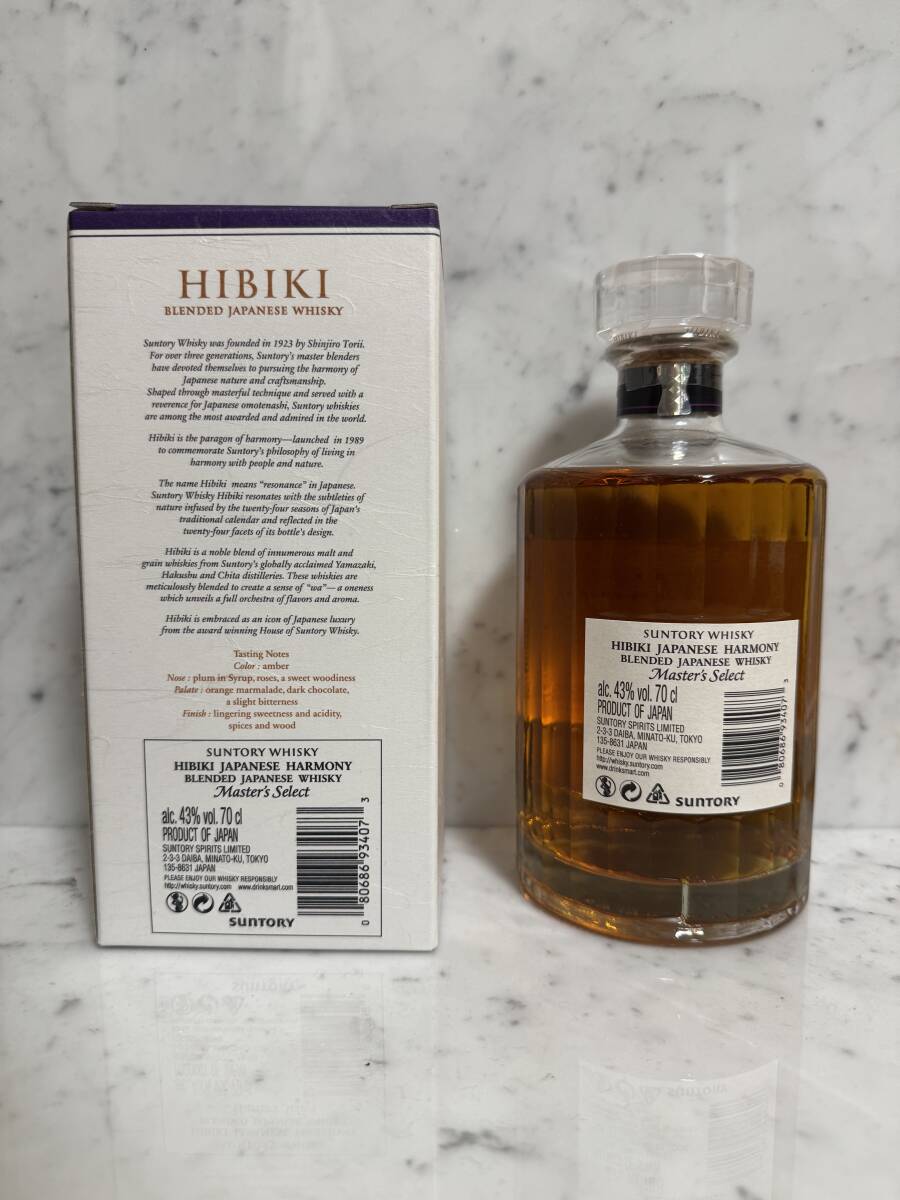 HIBIKI
BLENDED JAPANESE WHISKY
Suntory Whisky was founded in 1923 by Shinjiro Torii.
For over three generations, Suntory's master blenders
have devoted themselves to pursuing the harmony of
Japanese nature and craftsmanship.
Shaped through masterful technique and served with a
reverence for Japanese omotenashi, Suntory whiskies
are among the most awarded and admired in the world.
Hibiki is the paragon of harmony—launched in 1989
to commemorate Suntory's philosophy of living in
harmony with people and nature.
The name Hibiki means "resonance" in Japanese.
Suntory Whisky Hibiki resonates with the subtleties of
nature infused by the twenty-four seasons of Japan's
traditional calendar and reflected in the
twenty-four facets of its bottle's design.
Hibiki is a noble blend of innumerous malt and
grain whiskies from Suntory's globally acclaimed Yamazaki,
Hakushu and Chita distilleries. These whiskies are
meticulously blended to create a sense of "wa"—a oneness
which unveils a full orchestra of flavors and aroma.
Hibiki is embraced as an icon of Japanese luxury
from the award winning House of Suntory Whisky.
Tasting Notes
Color : amber
Nose : plum in Syrup, roses, a sweet woodiness
Palate : orange marmalade, dark chocolate,
a slight bitterness
Finish : lingering sweetness and acidity,
spices and wood
SUNTORY WHISKY
HIBIKI JAPANESE HARMONY
BLENDED JAPANESE WHISKY
Master's Select
alc. 43% vol. 70 cl
PRODUCT OF JAPAN
SUNTORY SPIRITS LIMITED
2-3-3 DAIBA, MINATO-KU, TOKYO
135-8631 JAPAN
PLEASE ENJOY OUR WHISKY RESPONSIBLY
http://whisky.suntory.com www.drinksmart.com
SUNTORY
0 80686 93407 3
HIBIKI
SUNTORY WHISKY
HIBIKI JAPANESE HARMONY
BLENDED JAPANESE WHISKY
Master's Select
alc. 43% vol. 70 cl
PRODUCT OF JAPAN
SUNTORY SPIRITS LIMITED
2-3-3 DAIBA, MINATO-KU, TOKYO
135-8631 JAPAN
PLEASE ENJOY OUR WHISKY RESPONSIBLY
http://whisky.suntory.com
www.drinksmart.com
SUNTORY
0 80686 93407 3